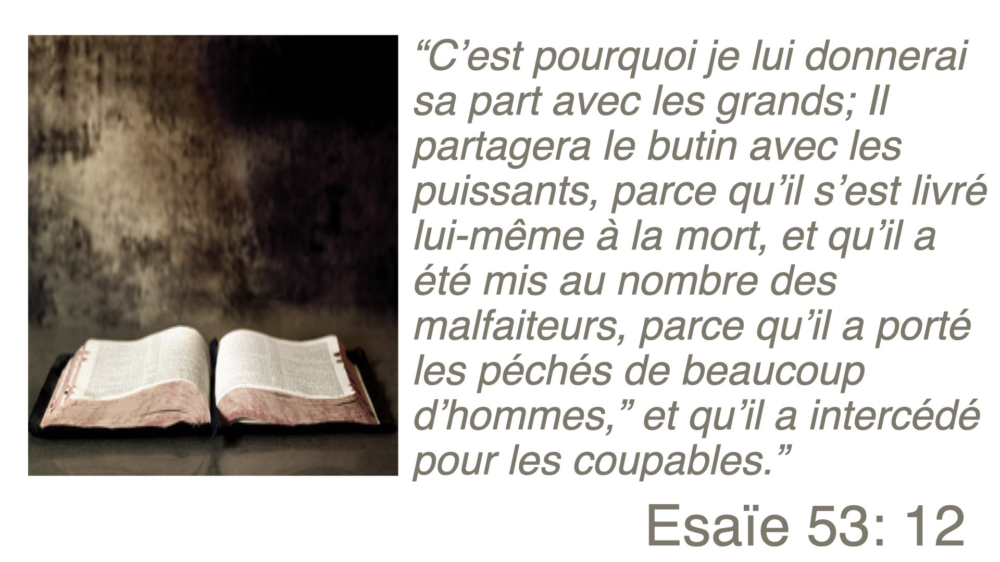 “C’est pourquoi je lui donnerai
sa part avec les grands; Il
partagera le butin avec les
puissants, parce qu’il s’est livré
lui-même à la mort, et qu’il a
été mis au nombre des
malfaiteurs, parce qu’il a porté
les péchés de beaucoup
d’hommes,” et qu’il a intercédé
pour les coupables.”
Esaïe 53: 12